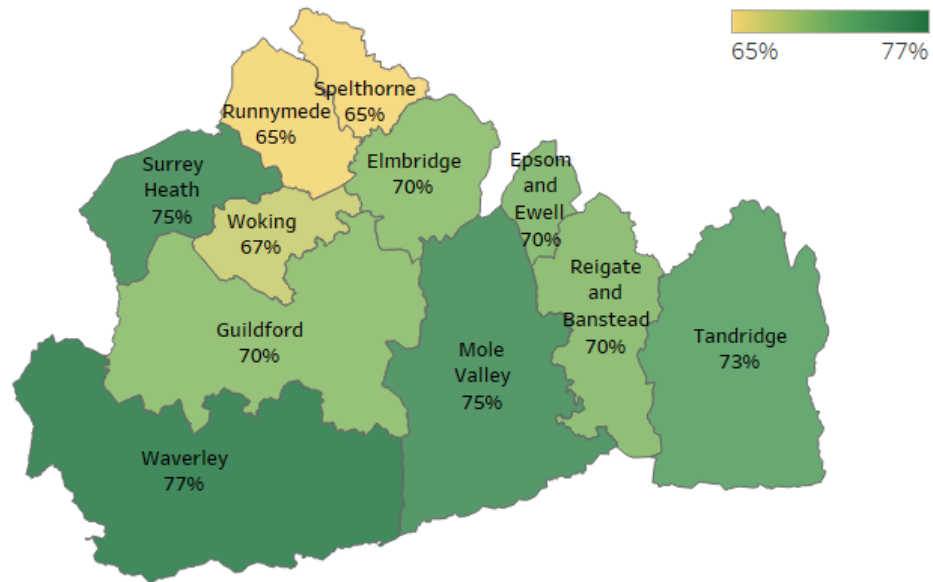 65% 77%
Spelthorne
65%
Runnymede
65%
Elmbridge
70%
Epsom
and
Ewell
70%
Surrey
Heath
75%
Woking
67%
Reigate
and
Banstead
70%
Guildford
70%
Mole
Valley
75%
Tandridge
73%
Waverley
77%